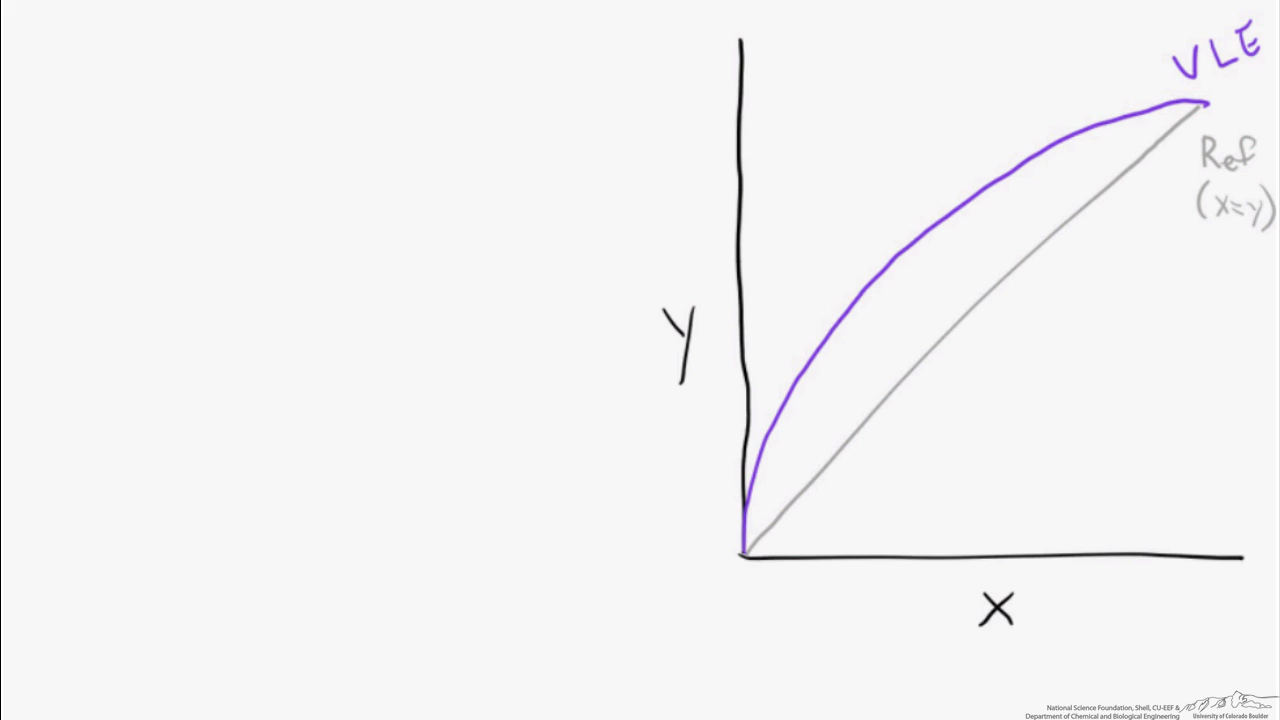 VLE
Ref
(x=y)
y
x
National Science Foundation, Shell, CU-EEF &
Department of Chemical and Biological Engineering
University of Colorado Boulder